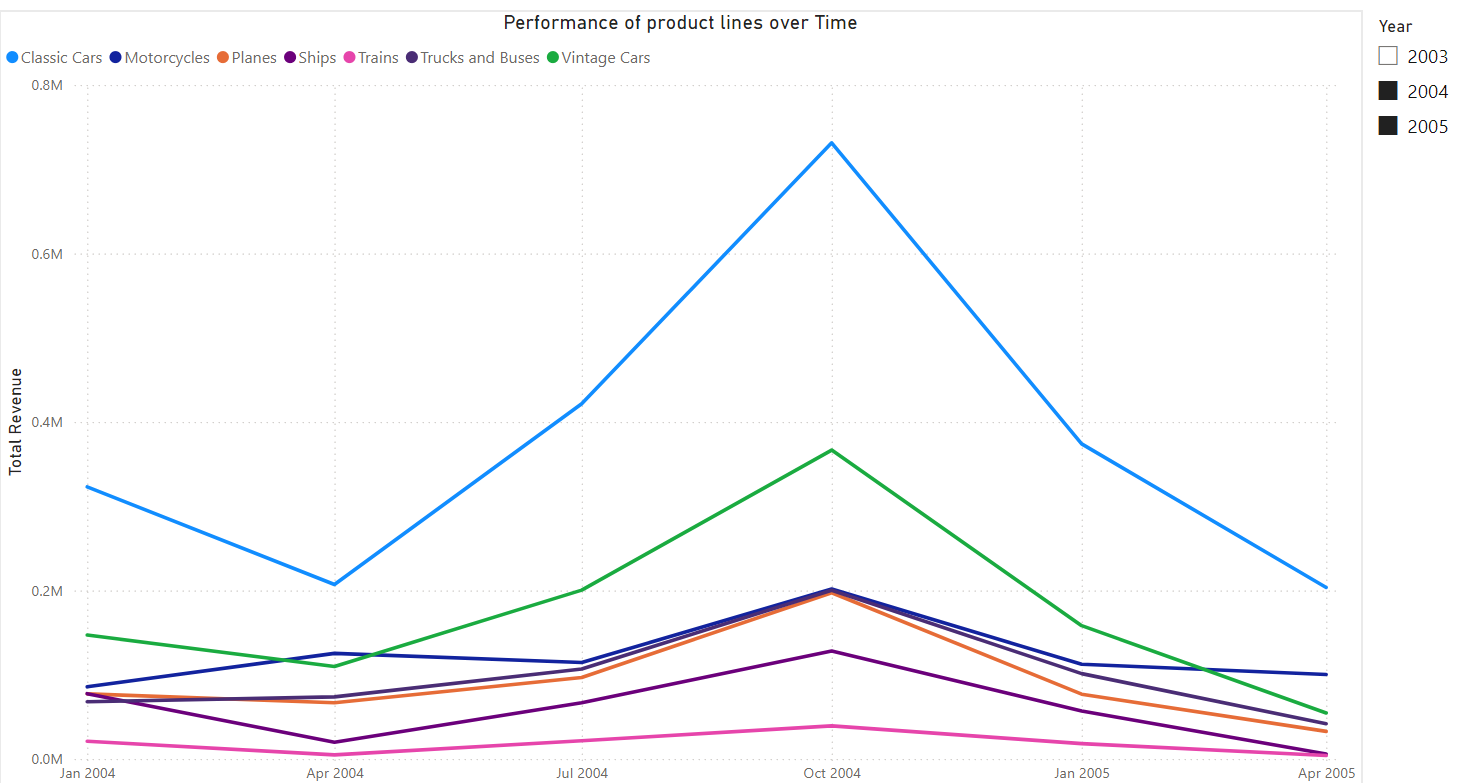 Performance of product lines over Time
Classic Cars Motorcycles Planes Ships Trains Trucks and Buses Vintage Cars
0.8M
0.6M
0.4M
0.2M
0.0M
Total Revenue
Jan 2004 Apr 2004 Jul 2004 Oct 2004 Jan 2005 Apr 2005
Year
2003
2004
2005